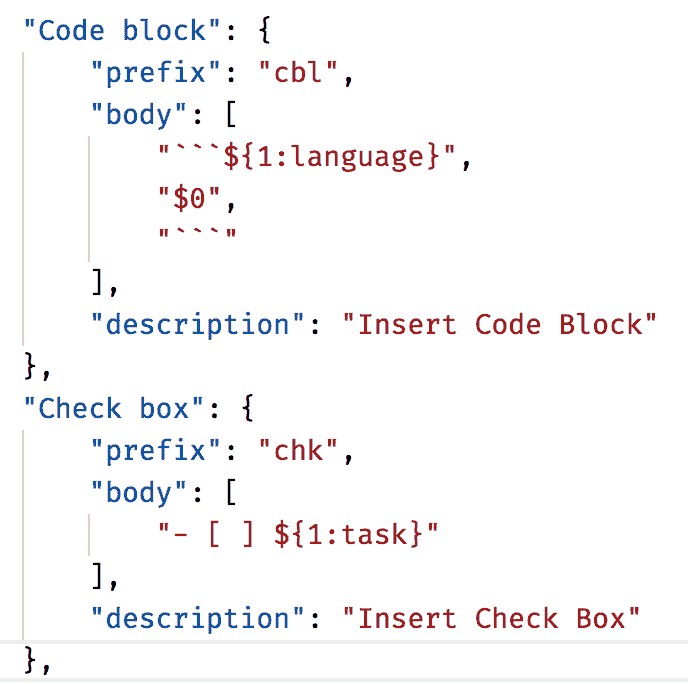 "Code block": {
    "prefix": "cbl",
    "body": [
        "```${1:language}",
        "$0",
        "```"
    ],
    "description": "Insert Code Block"
},
"Check box": {
    "prefix": "chk",
    "body": [
        "- [ ] ${1:task}"
    ],
    "description": "Insert Check Box"
},